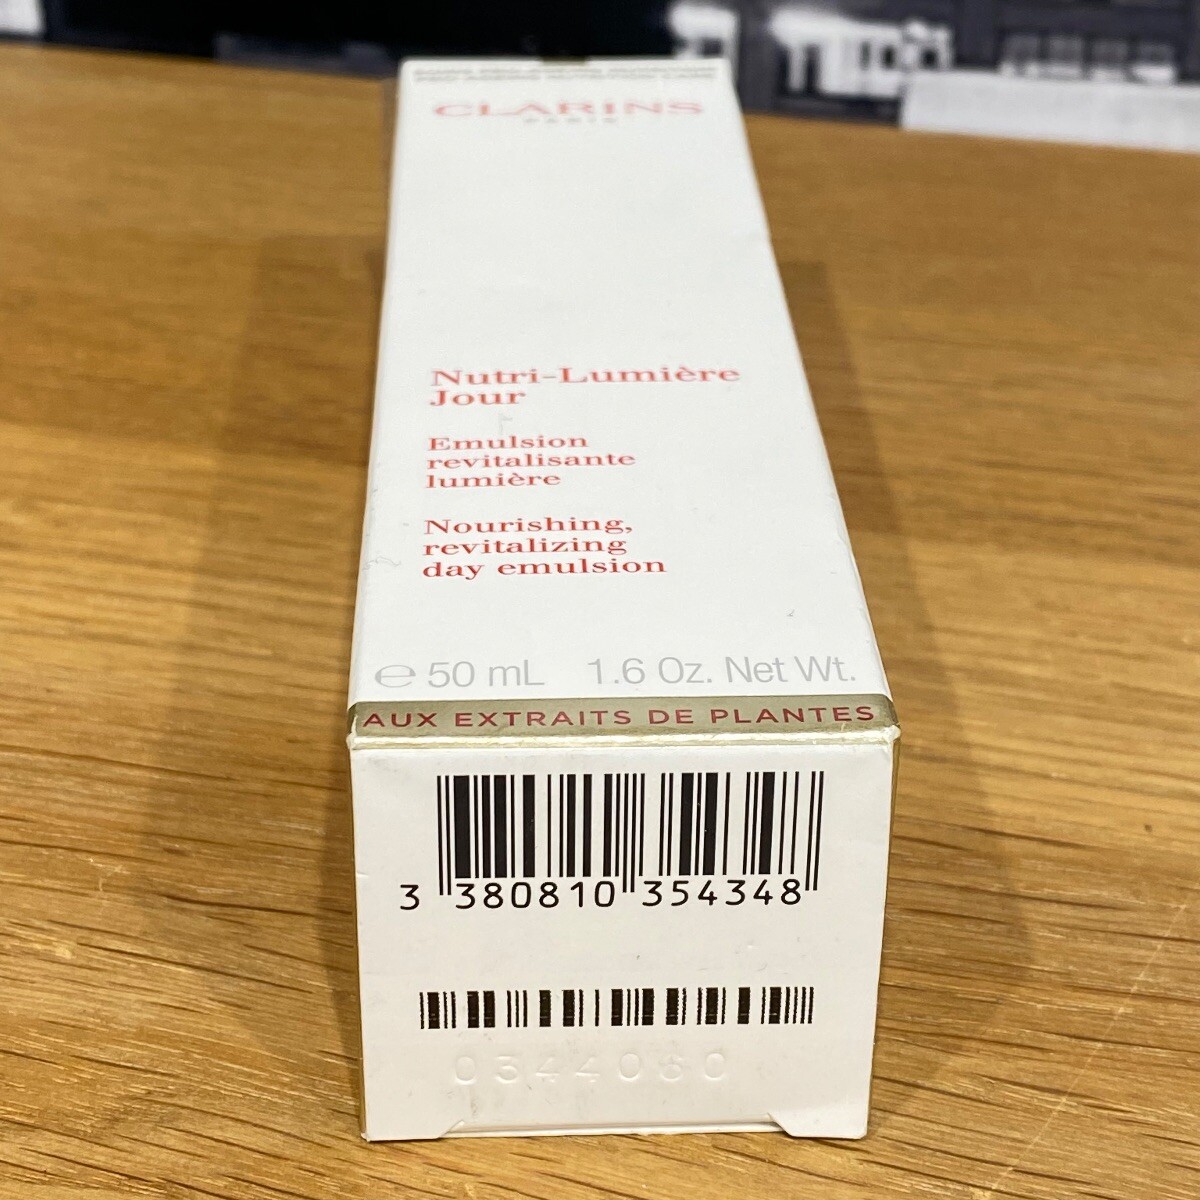 CLARINS
PARIS
Nutri-Lumière
Jour
Emulsion
revitalisante
lumière
Nourishing,
revitalizing
day emulsion
e 50 mL 1.6 Oz. Net Wt.
AUX EXTRAITS DE PLANTES
3 380810 354348
0344060